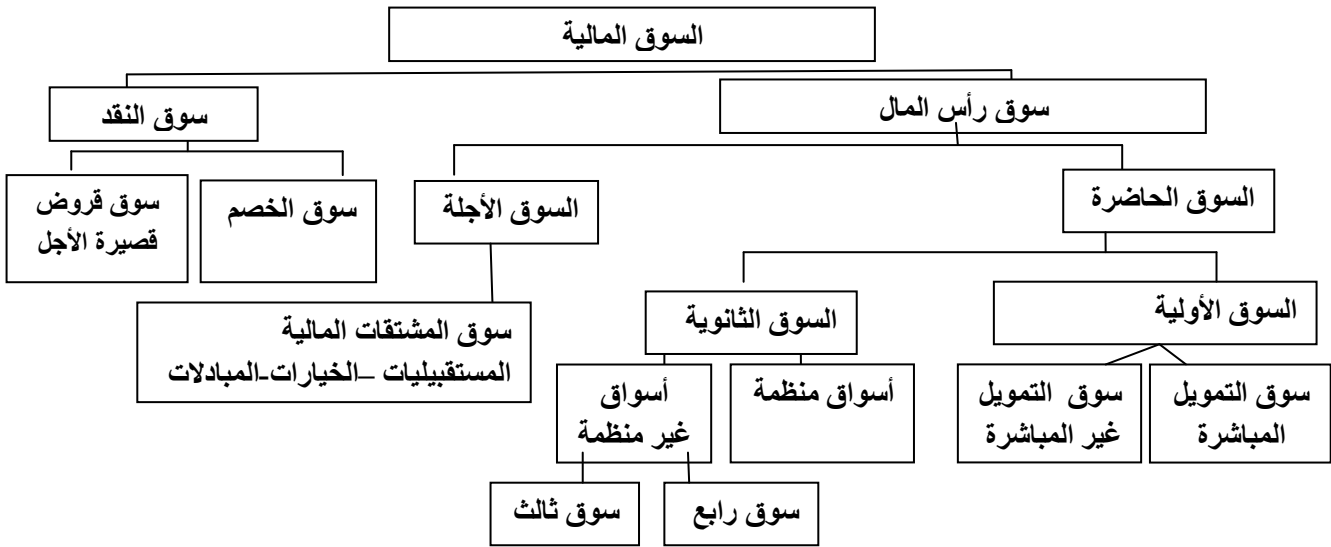 السوق المالية
سوق رأس المال
سوق النقد
السوق الحاضرة
السوق الأجلة
سوق الخصم
سوق قروض
قصيرة الأجل
السوق الأولية
السوق الثانوية
سوق المشتقات المالية
المستقبيليات –الخيارات-المبادلات
سوق التمويل
المباشرة
سوق التمويل
غير المباشرة
أسواق منظمة
أسواق
غير منظمة
سوق رابع
سوق ثالث